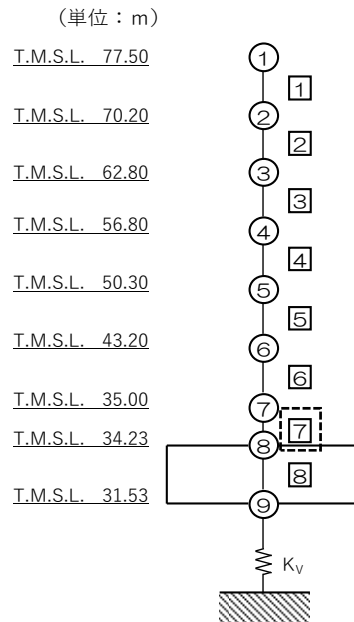 （単位：m）
T.M.S.L. 77.50 ①
1
T.M.S.L. 70.20 ②
2
T.M.S.L. 62.80 ③
3
T.M.S.L. 56.80 ④
4
T.M.S.L. 50.30 ⑤
5
T.M.S.L. 43.20 ⑥
6
T.M.S.L. 35.00 ⑦
7
T.M.S.L. 34.23 ⑧
8
T.M.S.L. 31.53 ⑨
Kv